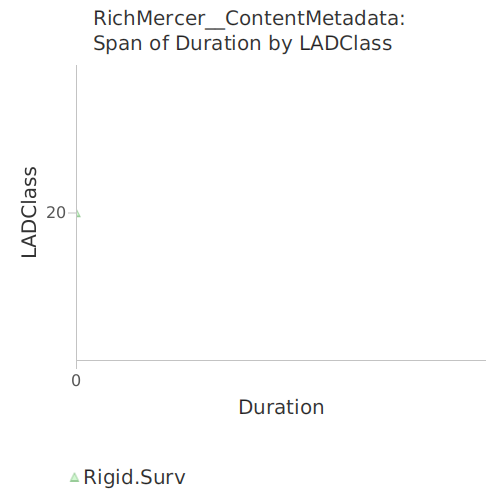 RichMercer__ContentMetadata:
Span of Duration by LADClass
LADClass
20
0
Duration
Rigid.Surv